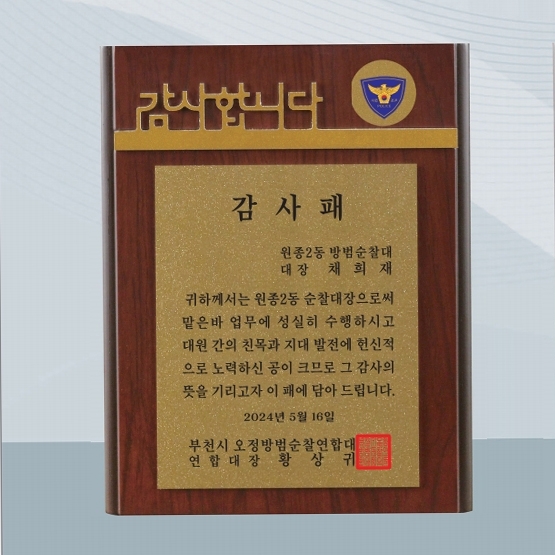 감사합니다
감 사 패
원종2동 방범순찰대
대 장 채 희 재
귀하께서는 원종2동 순찰대장으로써
맡은바 업무에 성실히 수행하시고
대원 간의 친목과 지대 발전에 헌신적
으로 노력하신 공이 크므로 그 감사의
뜻을 기리고자 이 패에 담아 드립니다.
2024년 5월 16일
부천시 오정방범순찰연합대
연 합 대 장 황 상 귀